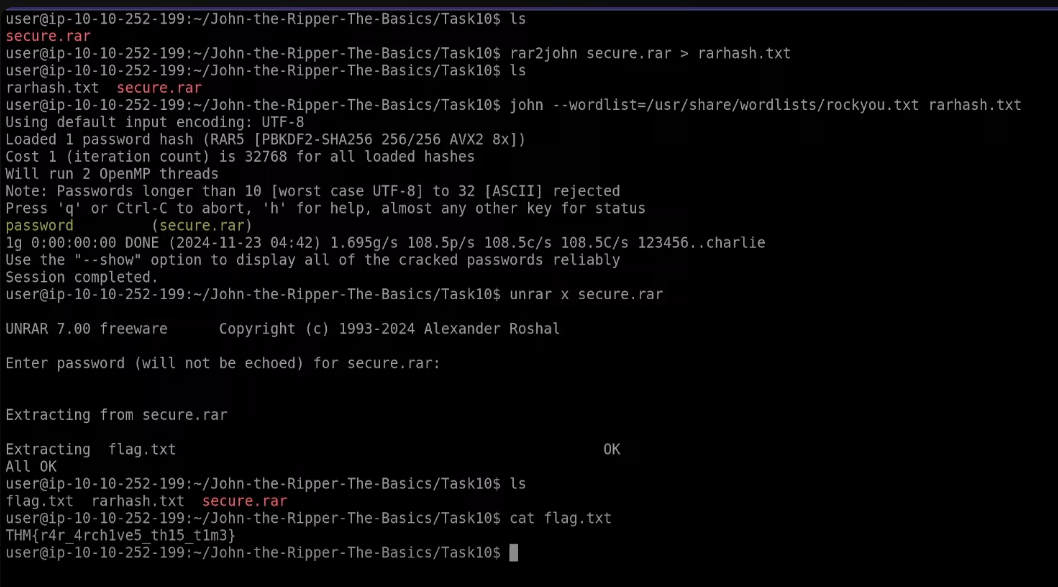 user@ip-10-10-252-199:~/John-the-Ripper-The-Basics/Task10$ ls
secure.rar
user@ip-10-10-252-199:~/John-the-Ripper-The-Basics/Task10$ rar2john secure.rar > rarhash.txt
user@ip-10-10-252-199:~/John-the-Ripper-The-Basics/Task10$ ls
rarhash.txt  secure.rar
user@ip-10-10-252-199:~/John-the-Ripper-The-Basics/Task10$ john --wordlist=/usr/share/wordlists/rockyou.txt rarhash.txt
Using default input encoding: UTF-8
Loaded 1 password hash (RAR5 [PBKDF2-SHA256 256/256 AVX2 8x])
Cost 1 (iteration count) is 32768 for all loaded hashes
Will run 2 OpenMP threads
Note: Passwords longer than 10 [worst case UTF-8] to 32 [ASCII] rejected
Press 'q' or Ctrl-C to abort, 'h' for help, almost any other key for status
password         (secure.rar)
1g 0:00:00:00 DONE (2024-11-23 04:42) 1.695g/s 108.5p/s 108.5c/s 108.5C/s 123456..charlie
Use the "--show" option to display all of the cracked passwords reliably
Session completed.
user@ip-10-10-252-199:~/John-the-Ripper-The-Basics/Task10$ unrar x secure.rar
UNRAR 7.00 freeware      Copyright (c) 1993-2024 Alexander Roshal
Enter password (will not be echoed) for secure.rar:
Extracting from secure.rar
Extracting  flag.txt                                                  OK
All OK
user@ip-10-10-252-199:~/John-the-Ripper-The-Basics/Task10$ ls
flag.txt  rarhash.txt  secure.rar
user@ip-10-10-252-199:~/John-the-Ripper-The-Basics/Task10$ cat flag.txt
THM{r4r_4rch1ve5_th15_t1m3}
user@ip-10-10-252-199:~/John-the-Ripper-The-Basics/Task10$